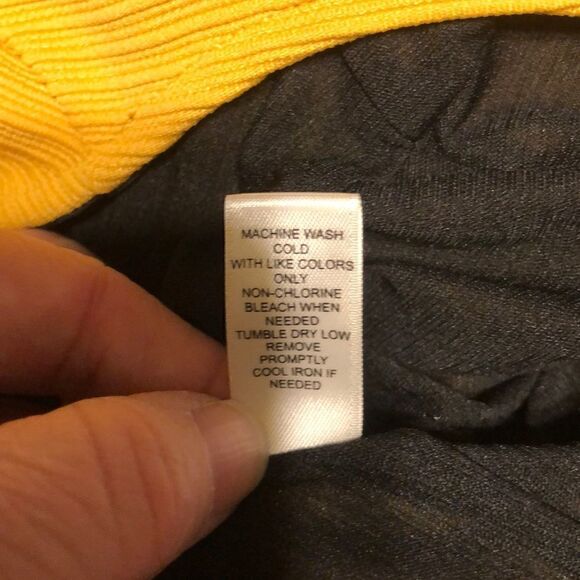 MACHINE WASH
COLD
WITH LIKE COLORS
ONLY
NON-CHLORINE
BLEACH WHEN
NEEDED
TUMBLE DRY LOW
REMOVE
PROMPTLY
COOL IRON IF
NEEDED